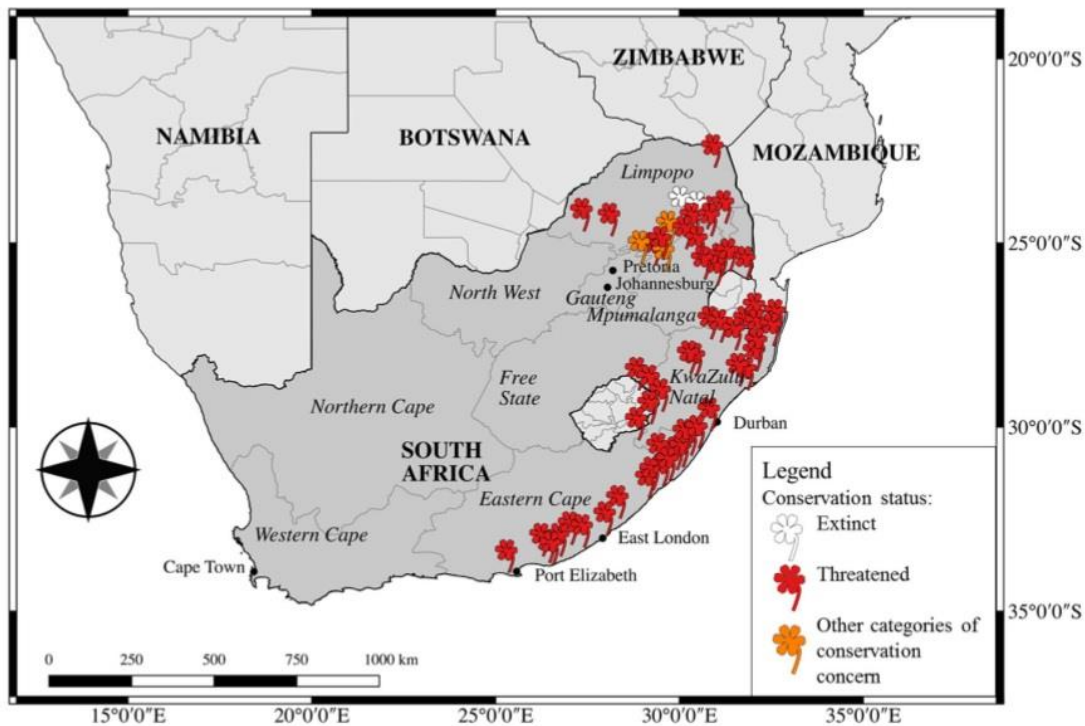 ZIMBABWE
20°0′0″S
NAMIBIA
BOTSWANA
MOZAMBIQUE
Limpopo
25°0′0″S
Pretoria
North West
Johannesburg
Gauteng
Mpumalanga
Free
State
KwaZulu-
Natal
Northern Cape
Durban
30°0′0″S
SOUTH
AFRICA
Eastern Cape
Western Cape
East London
Cape Town
Port Elizabeth
Legend
Conservation status:
Extinct
Threatened
Other categories of
conservation
concern
35°0′0″S
0 250 500 750 1000 km
15°0′0″E 20°0′0″E 25°0′0″E 30°0′0″E 35°0′0″E